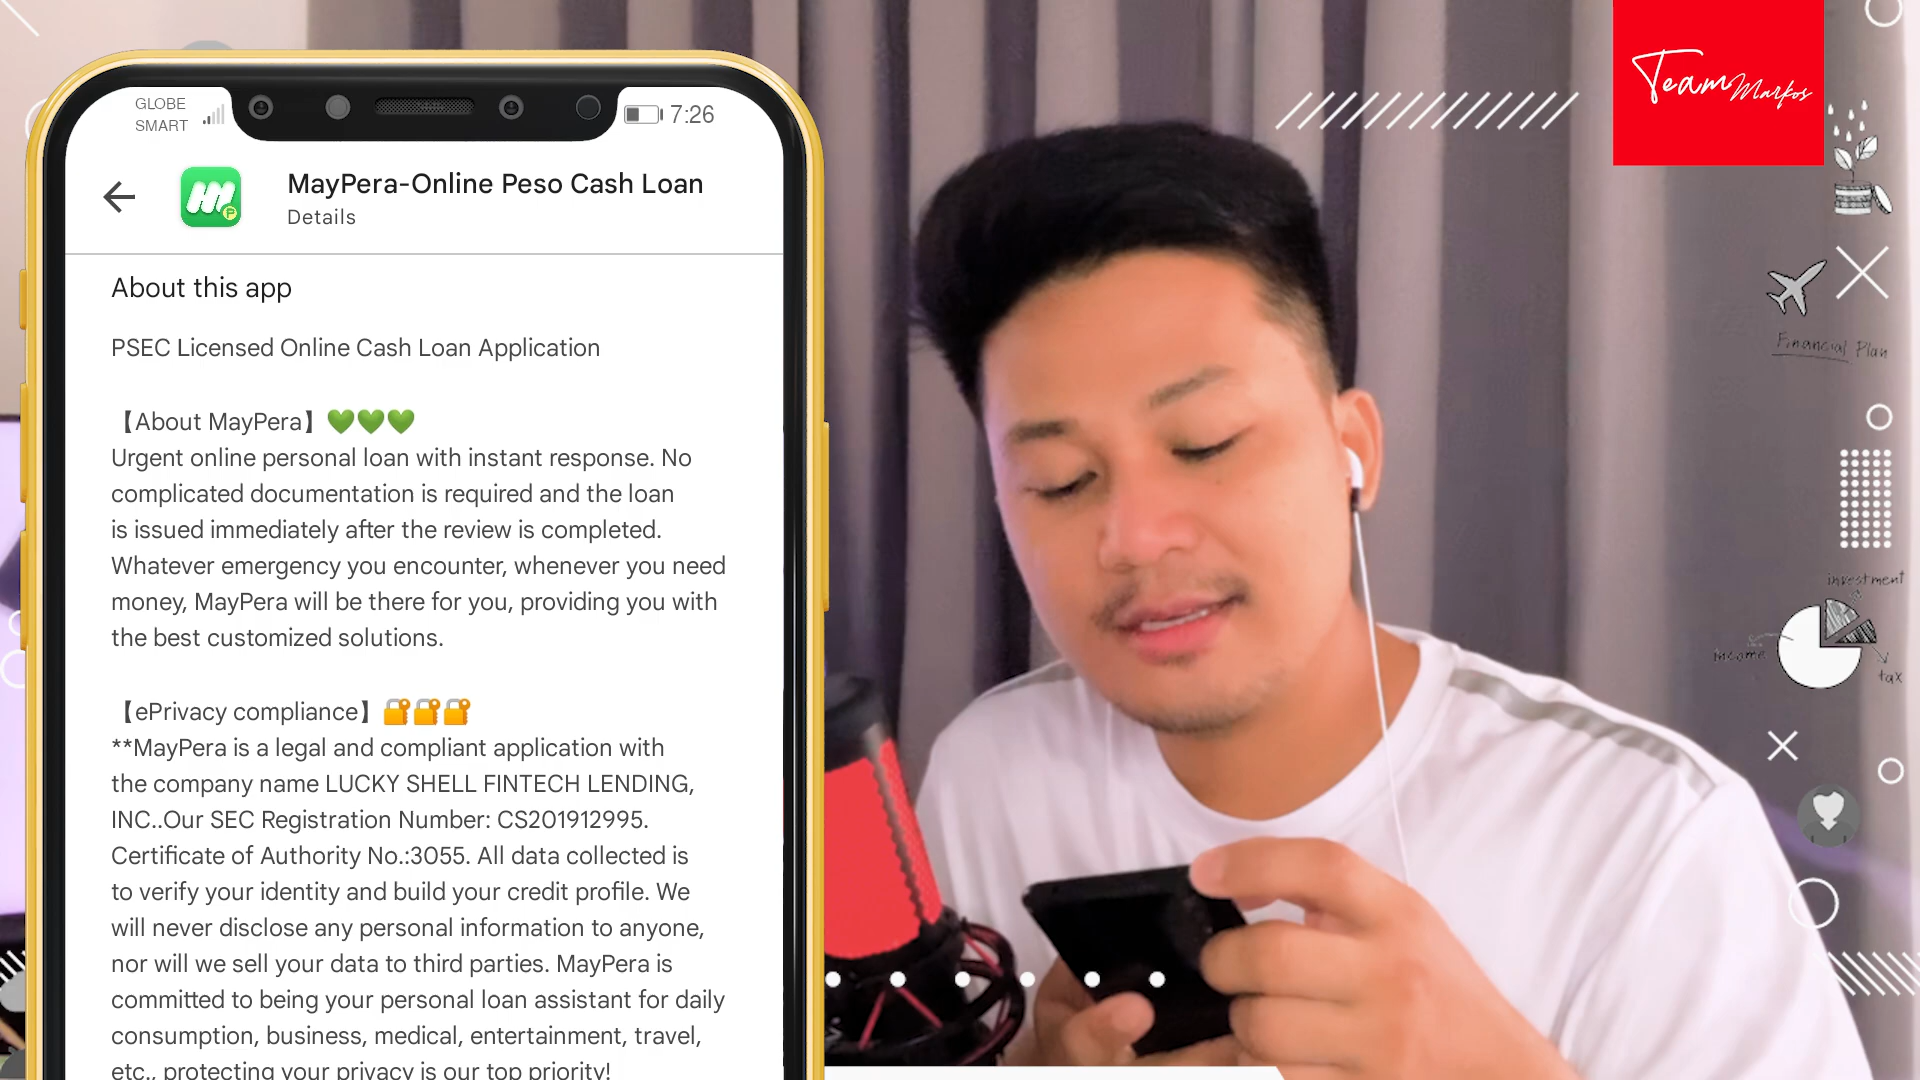 GLOBE
SMART
7:26
MayPera-Online Peso Cash Loan
Details
About this app
PSEC Licensed Online Cash Loan Application
【About MayPera】💚💚💚
Urgent online personal loan with instant response. No
complicated documentation is required and the loan
is issued immediately after the review is completed.
Whatever emergency you encounter, whenever you need
money, MayPera will be there for you, providing you with
the best customized solutions.
【ePrivacy compliance】🔐🔐🔐
**MayPera is a legal and compliant application with
the company name LUCKY SHELL FINTECH LENDING,
INC..Our SEC Registration Number: CS201912995.
Certificate of Authority No.:3055. All data collected is
to verify your identity and build your credit profile. We
will never disclose any personal information to anyone,
nor will we sell your data to third parties. MayPera is
committed to being your personal loan assistant for daily
consumption, business, medical, entertainment, travel,
etc., protecting your privacy is our top priority!
Team Markos
Financial Plan
investment
income
tax